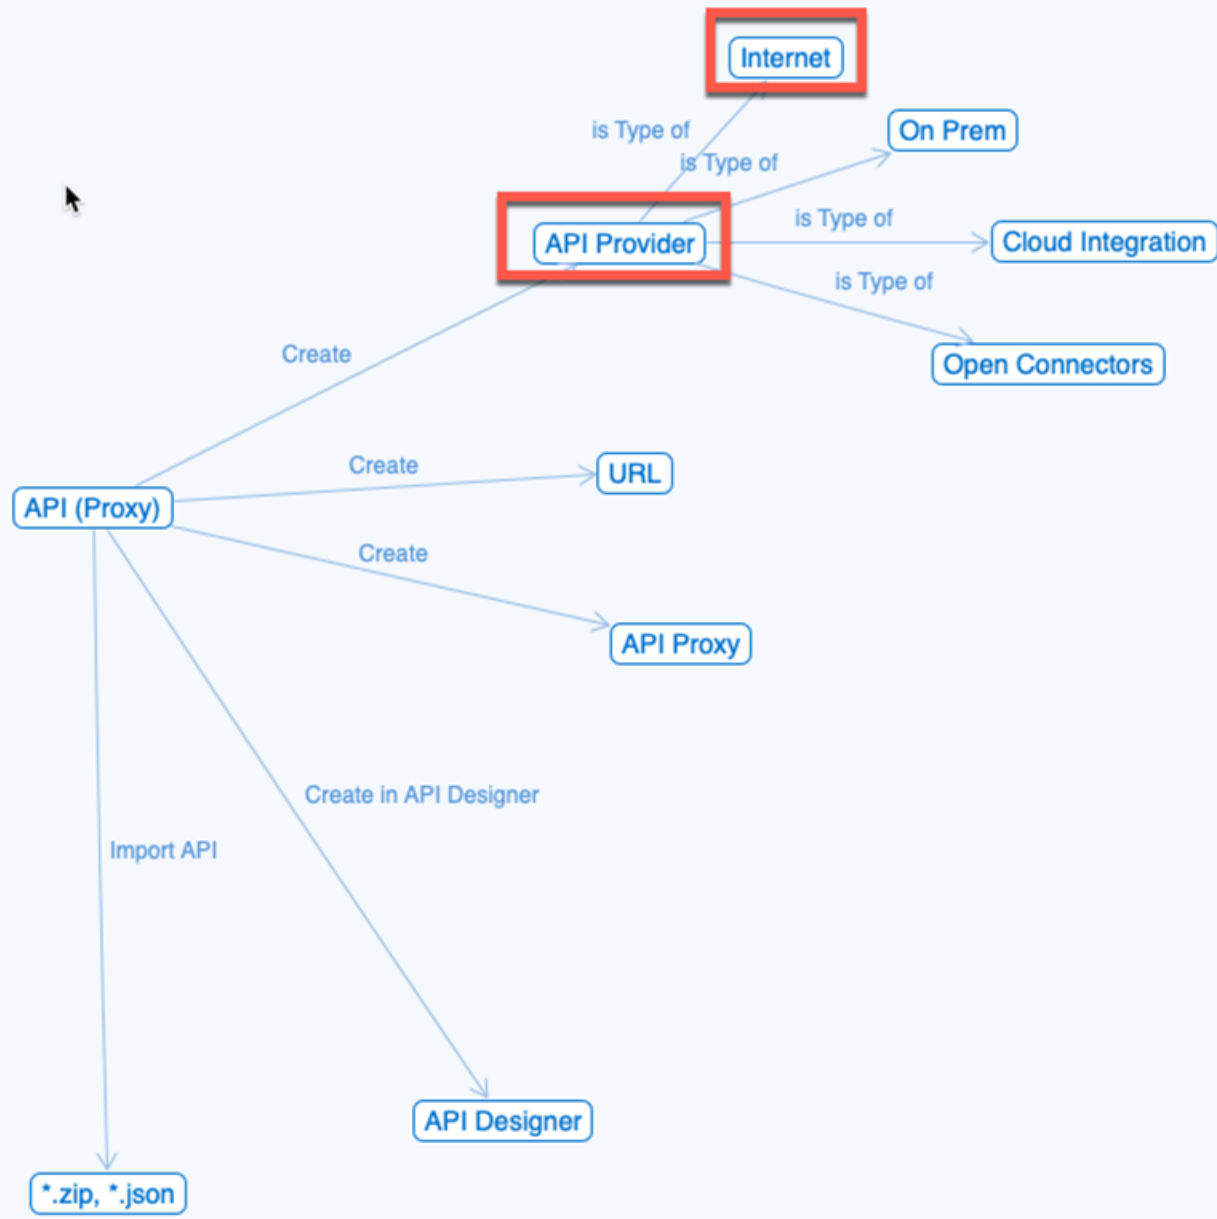 Internet
is Type of
On Prem
is Type of
is Type of
API Provider
Cloud Integration
is Type of
Create
Open Connectors
Create
URL
API (Proxy)
Create
API Proxy
Create in API Designer
Import API
API Designer
*.zip, *.json